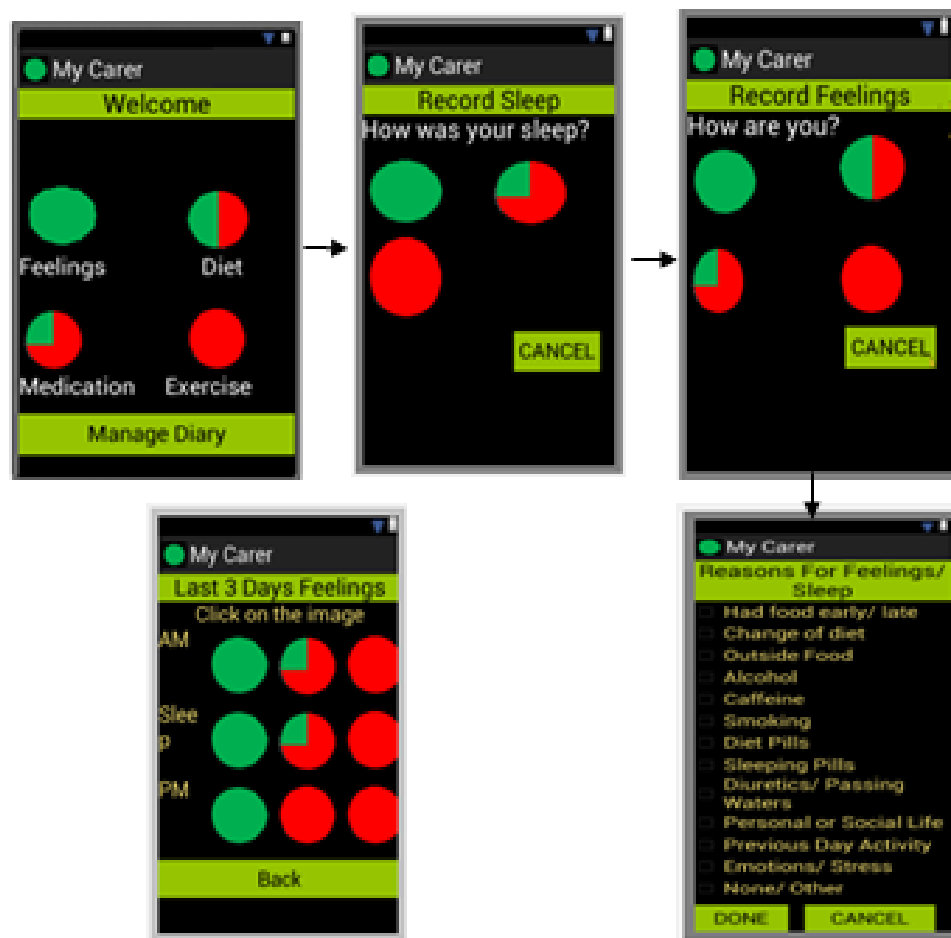 My Carer
Welcome
Feelings
Diet
Medication
Exercise
Manage Diary
My Carer
Record Sleep
How was your sleep?
CANCEL
My Carer
Record Feelings
How are you?
CANCEL
My Carer
Last 3 Days Feelings
Click on the image
AM
Slee
p
PM
Back
My Carer
Reasons For Feelings/
Sleep
Had food early/ late
Change of diet
Outside Food
Alcohol
Caffeine
Smoking
Diet Pills
Sleeping Pills
Diuretics/ Passing
Waters
Personal or Social Life
Previous Day Activity
Emotions/ Stress
None/ Other
DONE
CANCEL